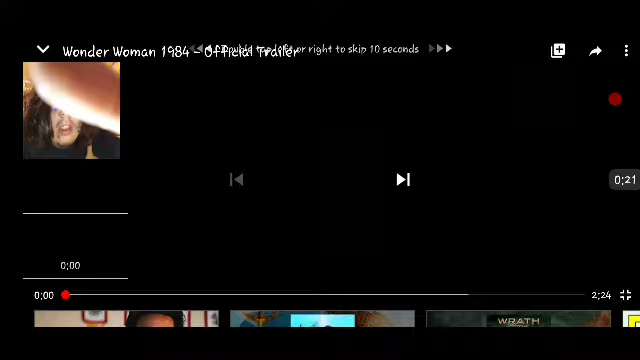 Wonder Woman 1984 – Official Trailer
Double tap left or right to skip 10 seconds
0:21
0:00
0:00
2:24
WRATH